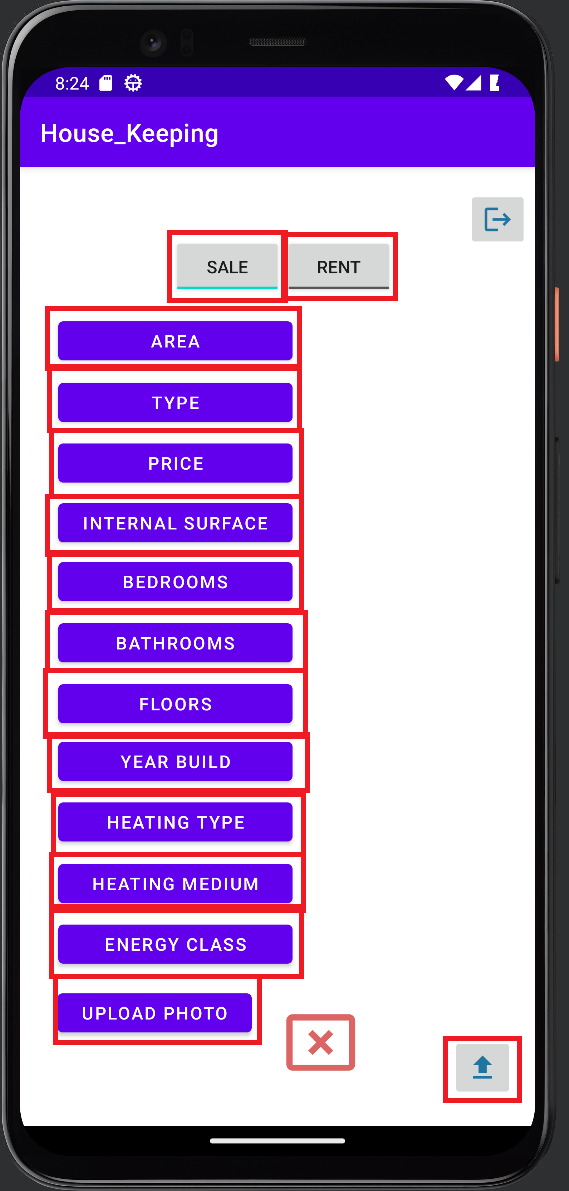 8:24
House_Keeping
SALE RENT
AREA
TYPE
PRICE
INTERNAL SURFACE
BEDROOMS
BATHROOMS
FLOORS
YEAR BUILD
HEATING TYPE
HEATING MEDIUM
ENERGY CLASS
UPLOAD PHOTO